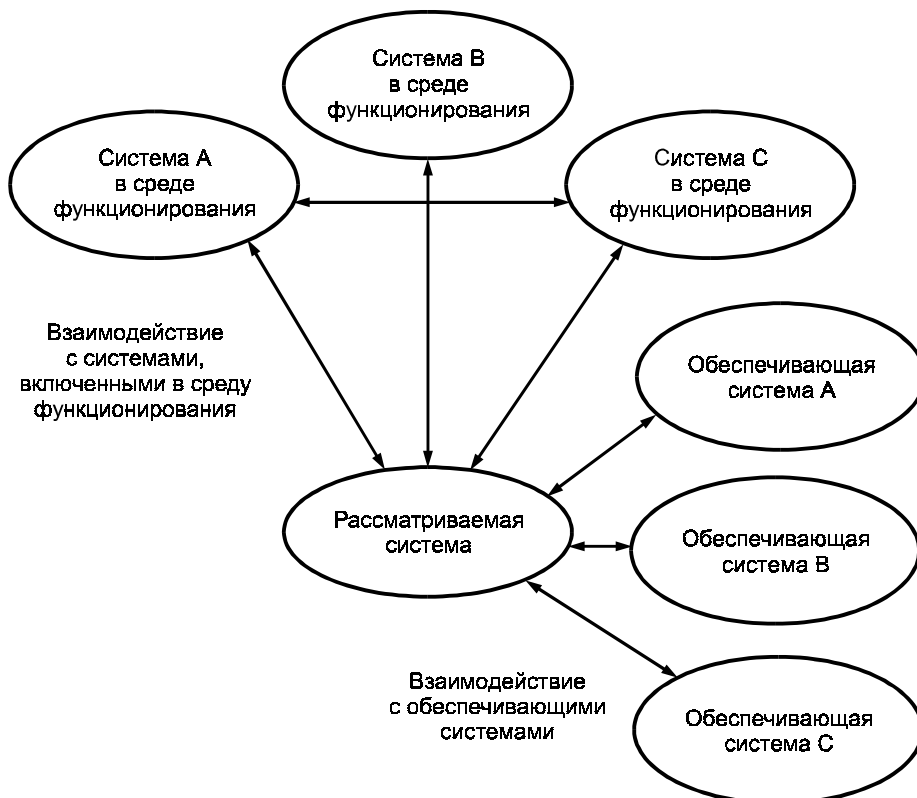 Система B
в среде
функционирования
Система A
в среде
функционирования
Система C
в среде
функционирования
Взаимодействие
с системами,
включенными в среду
функционирования
Обеспечивающая
система A
Рассматриваемая
система
Обеспечивающая
система B
Взаимодействие
с обеспечивающими
системами
Обеспечивающая
система C